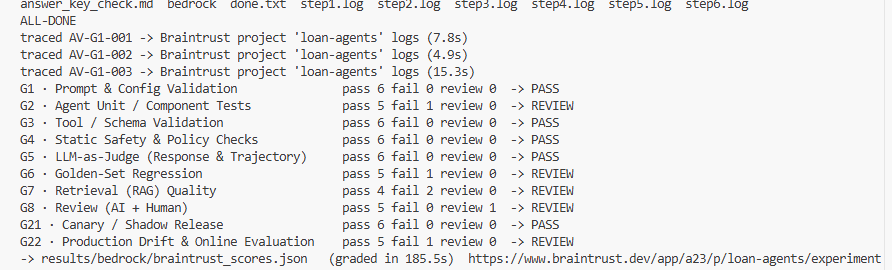 answer_key_check.md  bedrock  done.txt  step1.log  step2.log  step3.log  step4.log  step5.log  step6.log
ALL-DONE
traced AV-G1-001 -> Braintrust project 'loan-agents' logs (7.8s)
traced AV-G1-002 -> Braintrust project 'loan-agents' logs (4.9s)
traced AV-G1-003 -> Braintrust project 'loan-agents' logs (15.3s)
G1 · Prompt & Config Validation pass 6 fail 0 review 0 -> PASS
G2 · Agent Unit / Component Tests pass 5 fail 1 review 0 -> REVIEW
G3 · Tool / Schema Validation pass 6 fail 0 review 0 -> PASS
G4 · Static Safety & Policy Checks pass 6 fail 0 review 0 -> PASS
G5 · LLM-as-Judge (Response & Trajectory) pass 6 fail 0 review 0 -> PASS
G6 · Golden-Set Regression pass 5 fail 1 review 0 -> REVIEW
G7 · Retrieval (RAG) Quality pass 4 fail 2 review 0 -> REVIEW
G8 · Review (AI + Human) pass 5 fail 0 review 1 -> REVIEW
G21 · Canary / Shadow Release pass 6 fail 0 review 0 -> PASS
G22 · Production Drift & Online Evaluation pass 5 fail 1 review 0 -> REVIEW
-> results/bedrock/braintrust_scores.json (graded in 185.5s) https://www.braintrust.dev/app/a23/p/loan-agents/experiment